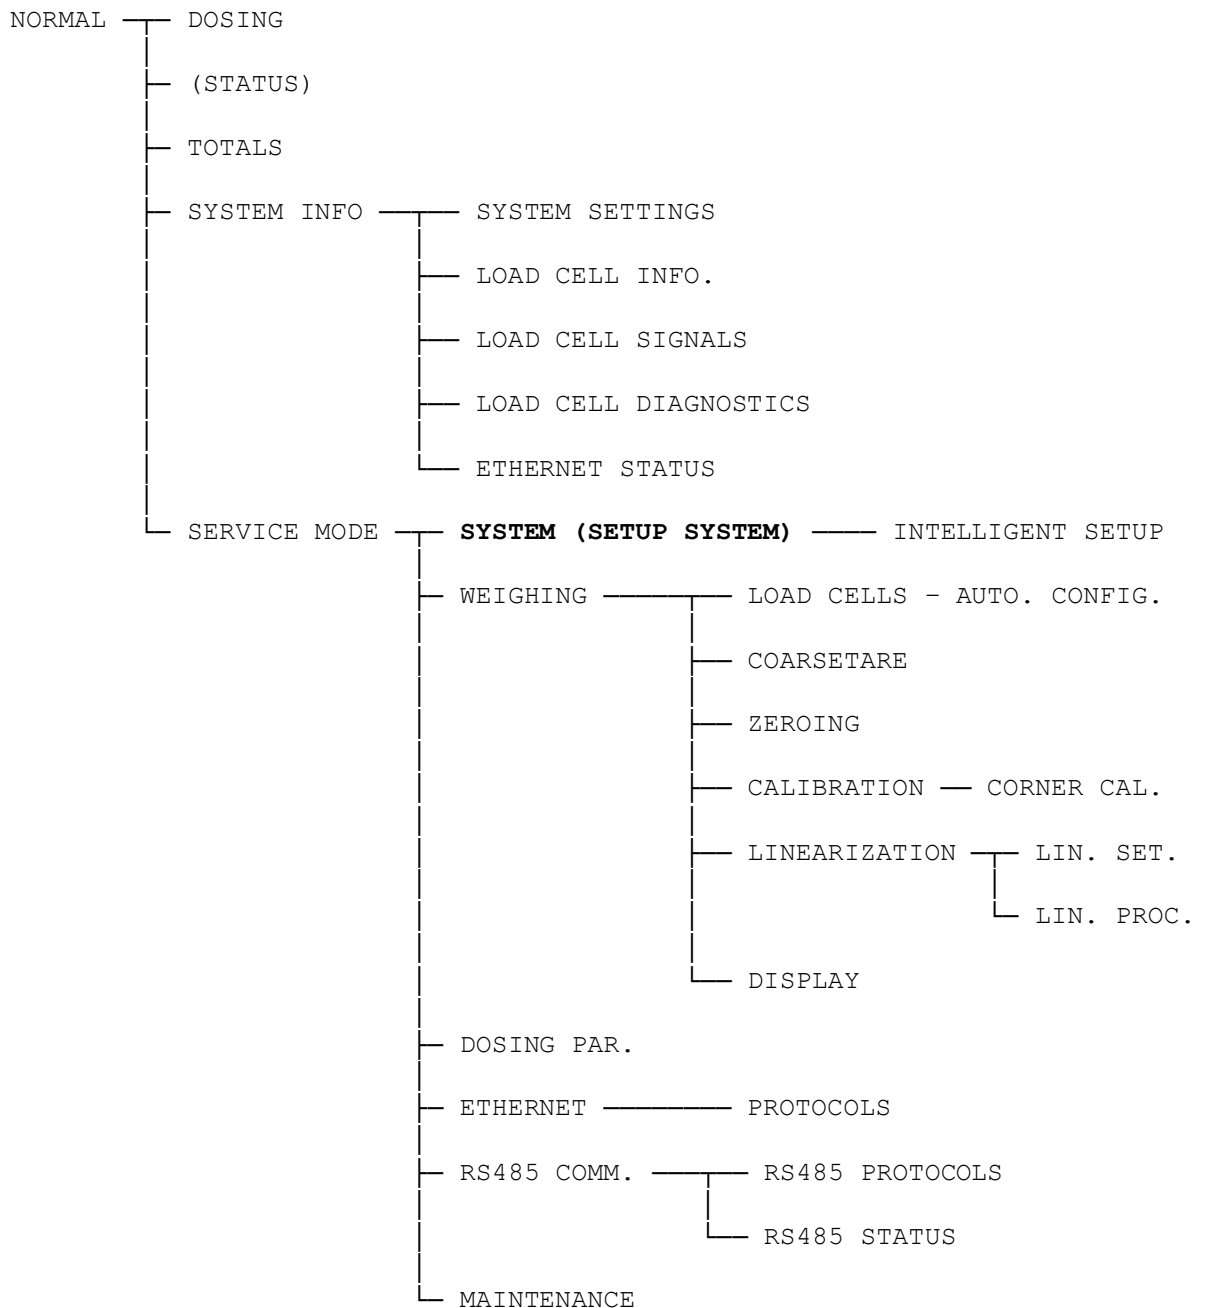 NORMAL DOSING
(STATUS)
TOTALS
SYSTEM INFO SYSTEM SETTINGS
LOAD CELL INFO.
LOAD CELL SIGNALS
LOAD CELL DIAGNOSTICS
ETHERNET STATUS
SERVICE MODE SYSTEM (SETUP SYSTEM) INTELLIGENT SETUP
WEIGHING LOAD CELLS – AUTO. CONFIG.
COARSETARE
ZEROING
CALIBRATION CORNER CAL.
LINEARIZATION LIN. SET.
LIN. PROC.
DISPLAY
DOSING PAR.
ETHERNET PROTOCOLS
RS485 COMM. RS485 PROTOCOLS
RS485 STATUS
MAINTENANCE